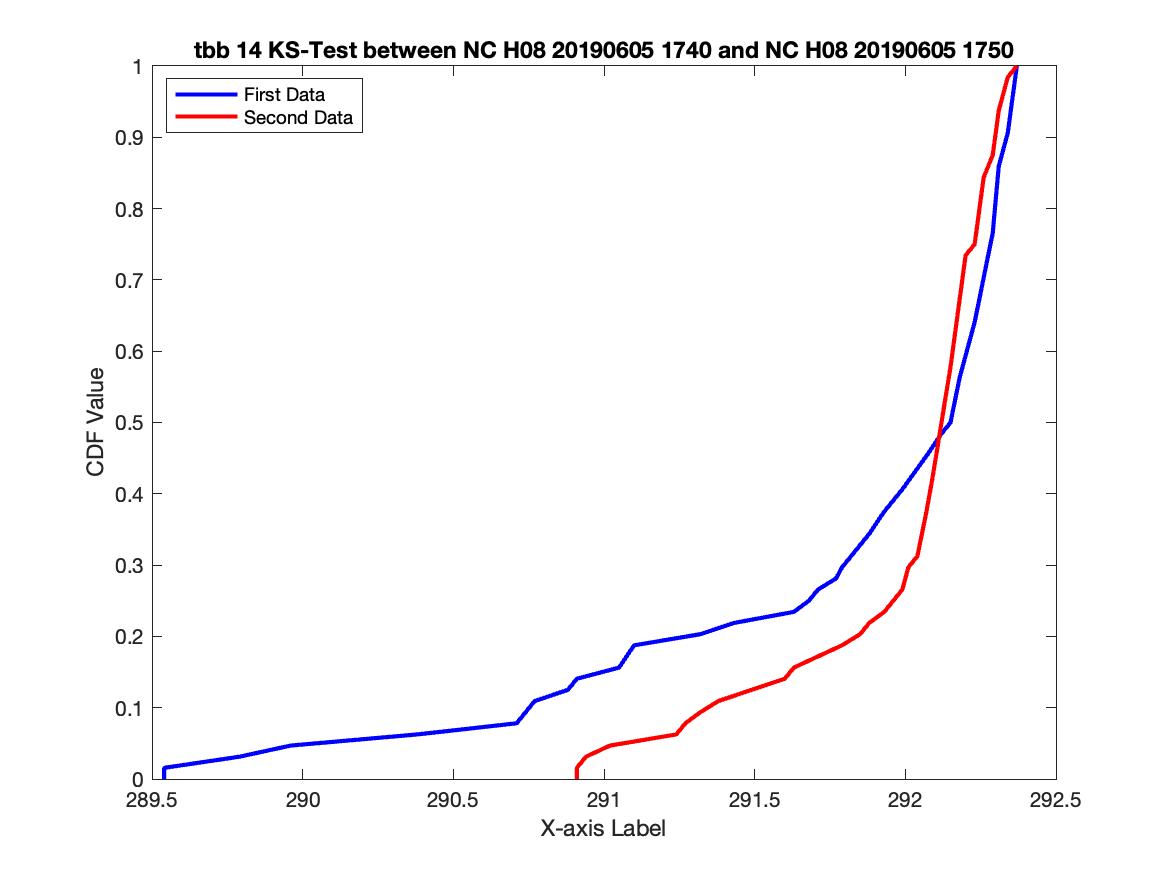 tbb 14 KS-Test between NC H08 20190605 1740 and NC H08 20190605 1750
First Data
Second Data
1
0.9
0.8
0.7
0.6
0.5
0.4
0.3
0.2
0.1
0
CDF Value
289.5 290 290.5 291 291.5 292 292.5
X-axis Label